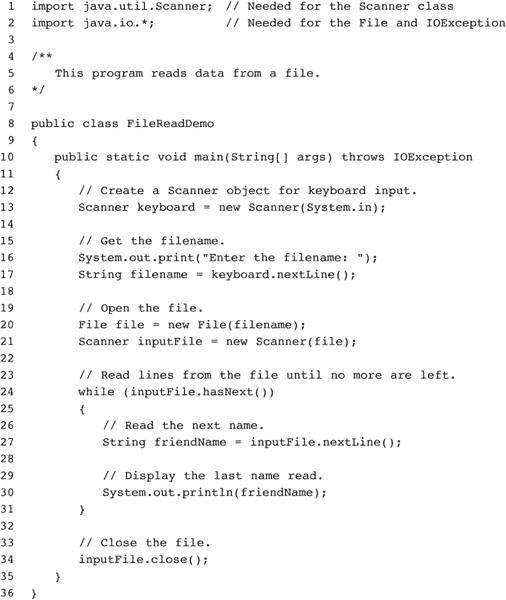 1 import java.util.Scanner; // Needed for the Scanner class
2 import java.io.*; // Needed for the File and IOException
3
4 /**
5 This program reads data from a file.
6 */
7
8 public class FileReadDemo
9 {
10 public static void main(String[] args) throws IOException
11 {
12 // Create a Scanner object for keyboard input.
13 Scanner keyboard = new Scanner(System.in);
14
15 // Get the filename.
16 System.out.print("Enter the filename: ");
17 String filename = keyboard.nextLine();
18
19 // Open the file.
20 File file = new File(filename);
21 Scanner inputFile = new Scanner(file);
22
23 // Read lines from the file until no more are left.
24 while (inputFile.hasNext())
25 {
26 // Read the next name.
27 String friendName = inputFile.nextLine();
28
29 // Display the last name read.
30 System.out.println(friendName);
31 }
32
33 // Close the file.
34 inputFile.close();
35 }
36 }